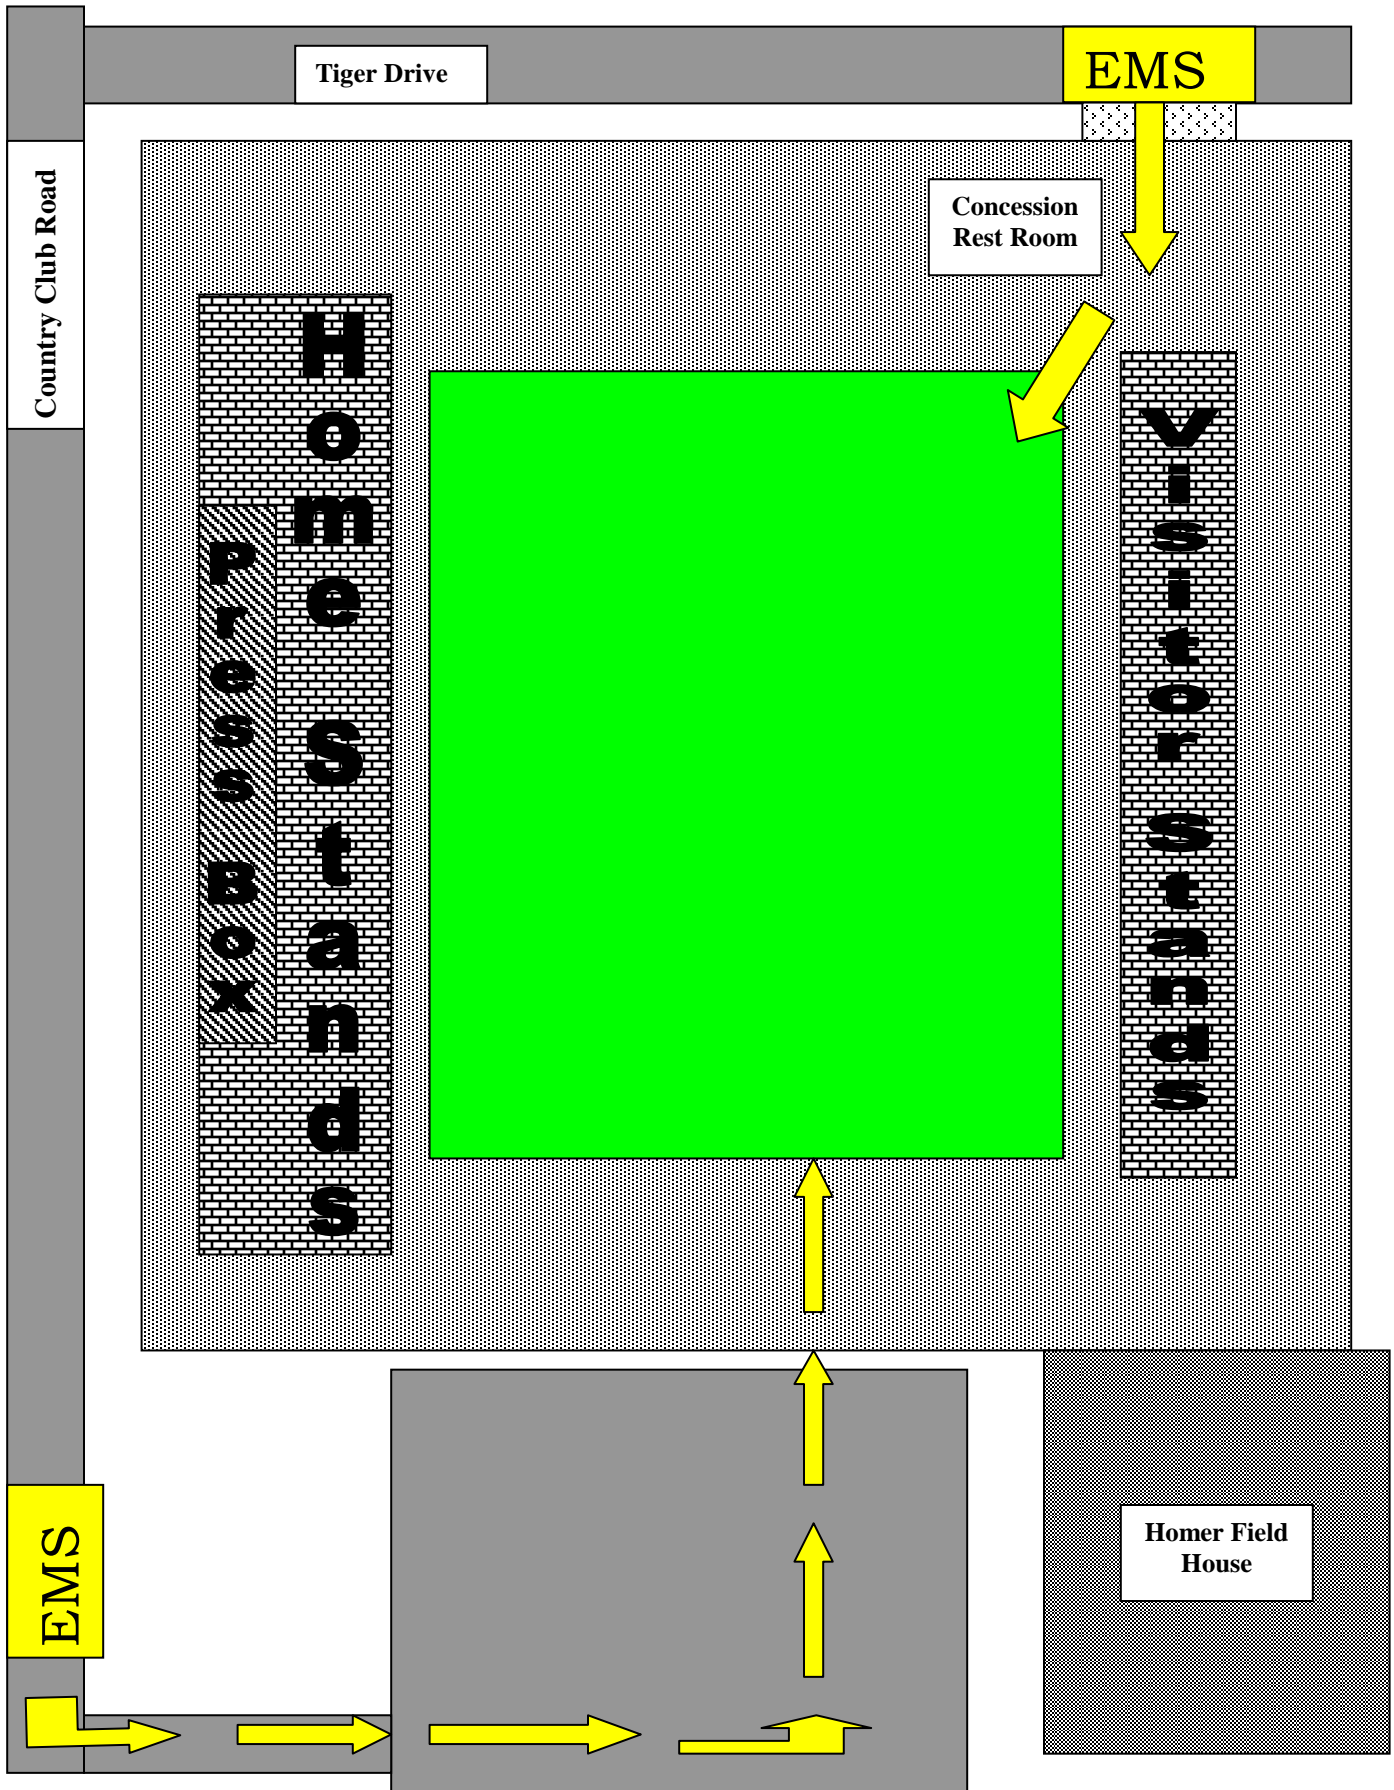 Tiger Drive
EMS
Country Club Road
Concession
Rest Room
Home Stands
Press Box
Visitor Stands
EMS
Homer Field
House